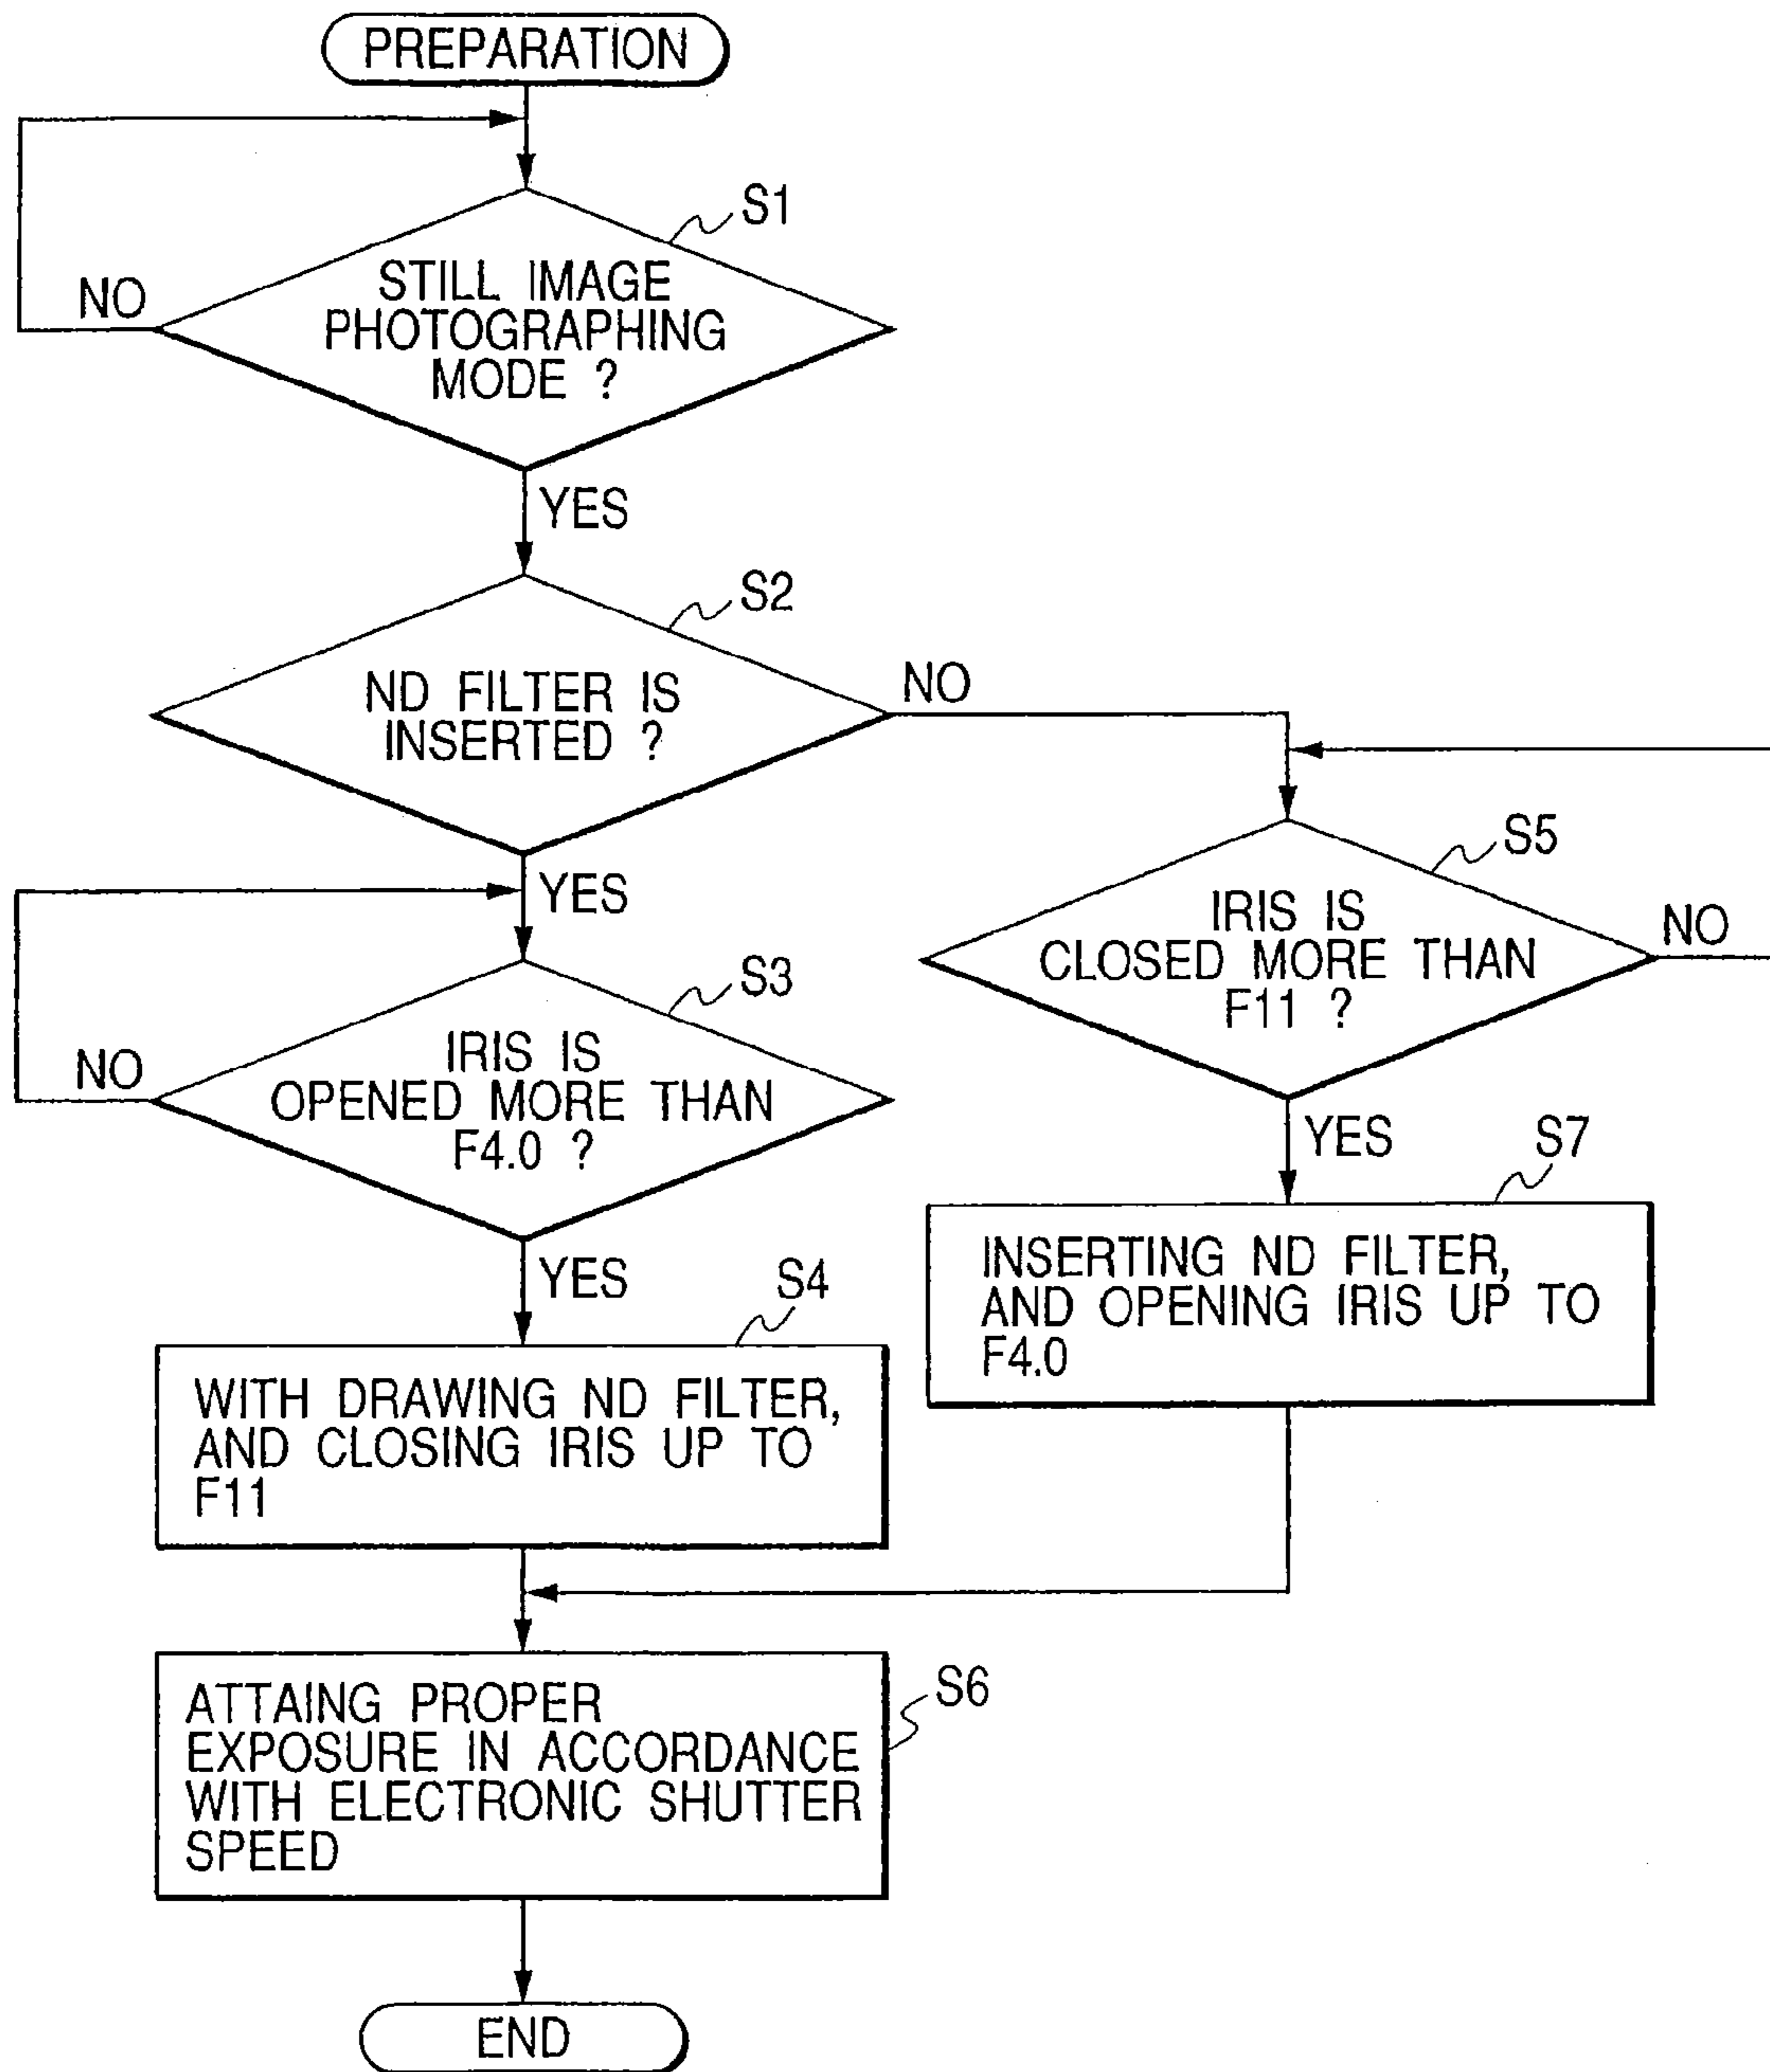 PREPARATION
S1
STILL IMAGE
PHOTOGRAPHING
MODE ?
NO
YES
S2
ND FILTER IS
INSERTED ?
NO
YES
S3
IRIS IS
OPENED MORE THAN
F4.0 ?
NO
YES
S5
IRIS IS
CLOSED MORE THAN
F11 ?
NO
YES
S7
INSERTING ND FILTER,
AND OPENING IRIS UP TO
F4.0
S4
WITH DRAWING ND FILTER,
AND CLOSING IRIS UP TO
F11
S6
ATTAING PROPER
EXPOSURE IN ACCORDANCE
WITH ELECTRONIC SHUTTER
SPEED
END